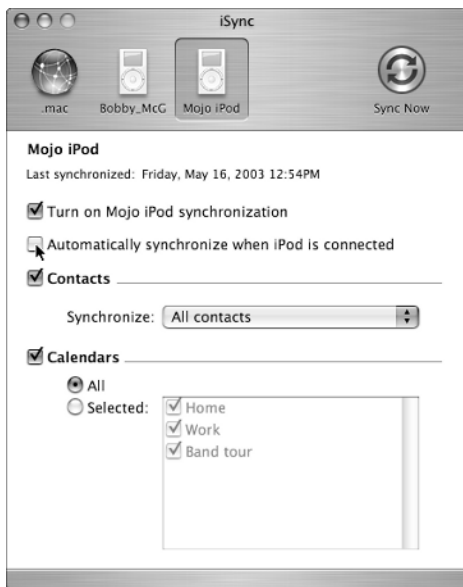 iSync
.mac Bobby_McG Mojo iPod Sync Now
Mojo iPod
Last synchronized: Friday, May 16, 2003 12:54PM
Turn on Mojo iPod synchronization
Automatically synchronize when iPod is connected
Contacts
Synchronize: All contacts
Calendars
All
Selected: Home
Work
Band tour